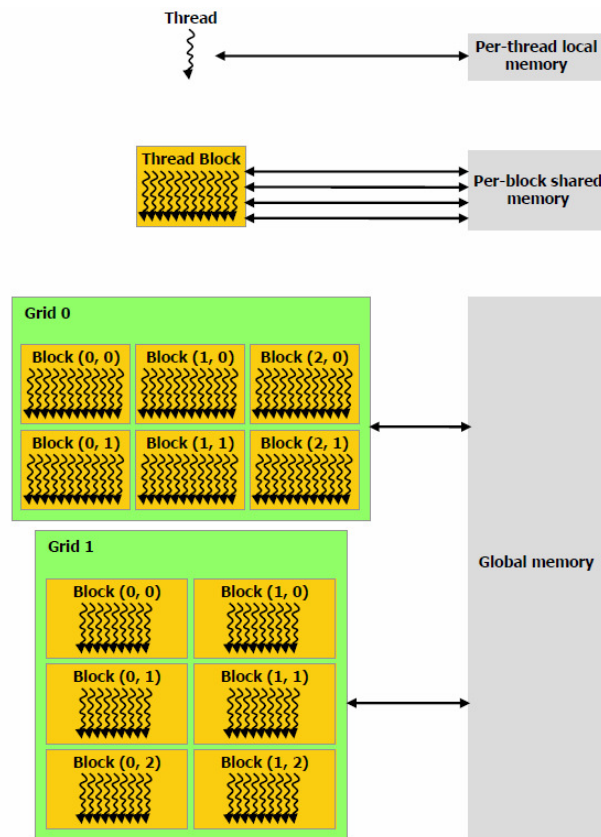 Thread
Per-thread local
memory
Thread Block
Per-block shared
memory
Grid 0
Block (0, 0)
Block (1, 0)
Block (2, 0)
Block (0, 1)
Block (1, 1)
Block (2, 1)
Grid 1
Block (0, 0)
Block (1, 0)
Global memory
Block (0, 1)
Block (1, 1)
Block (0, 2)
Block (1, 2)